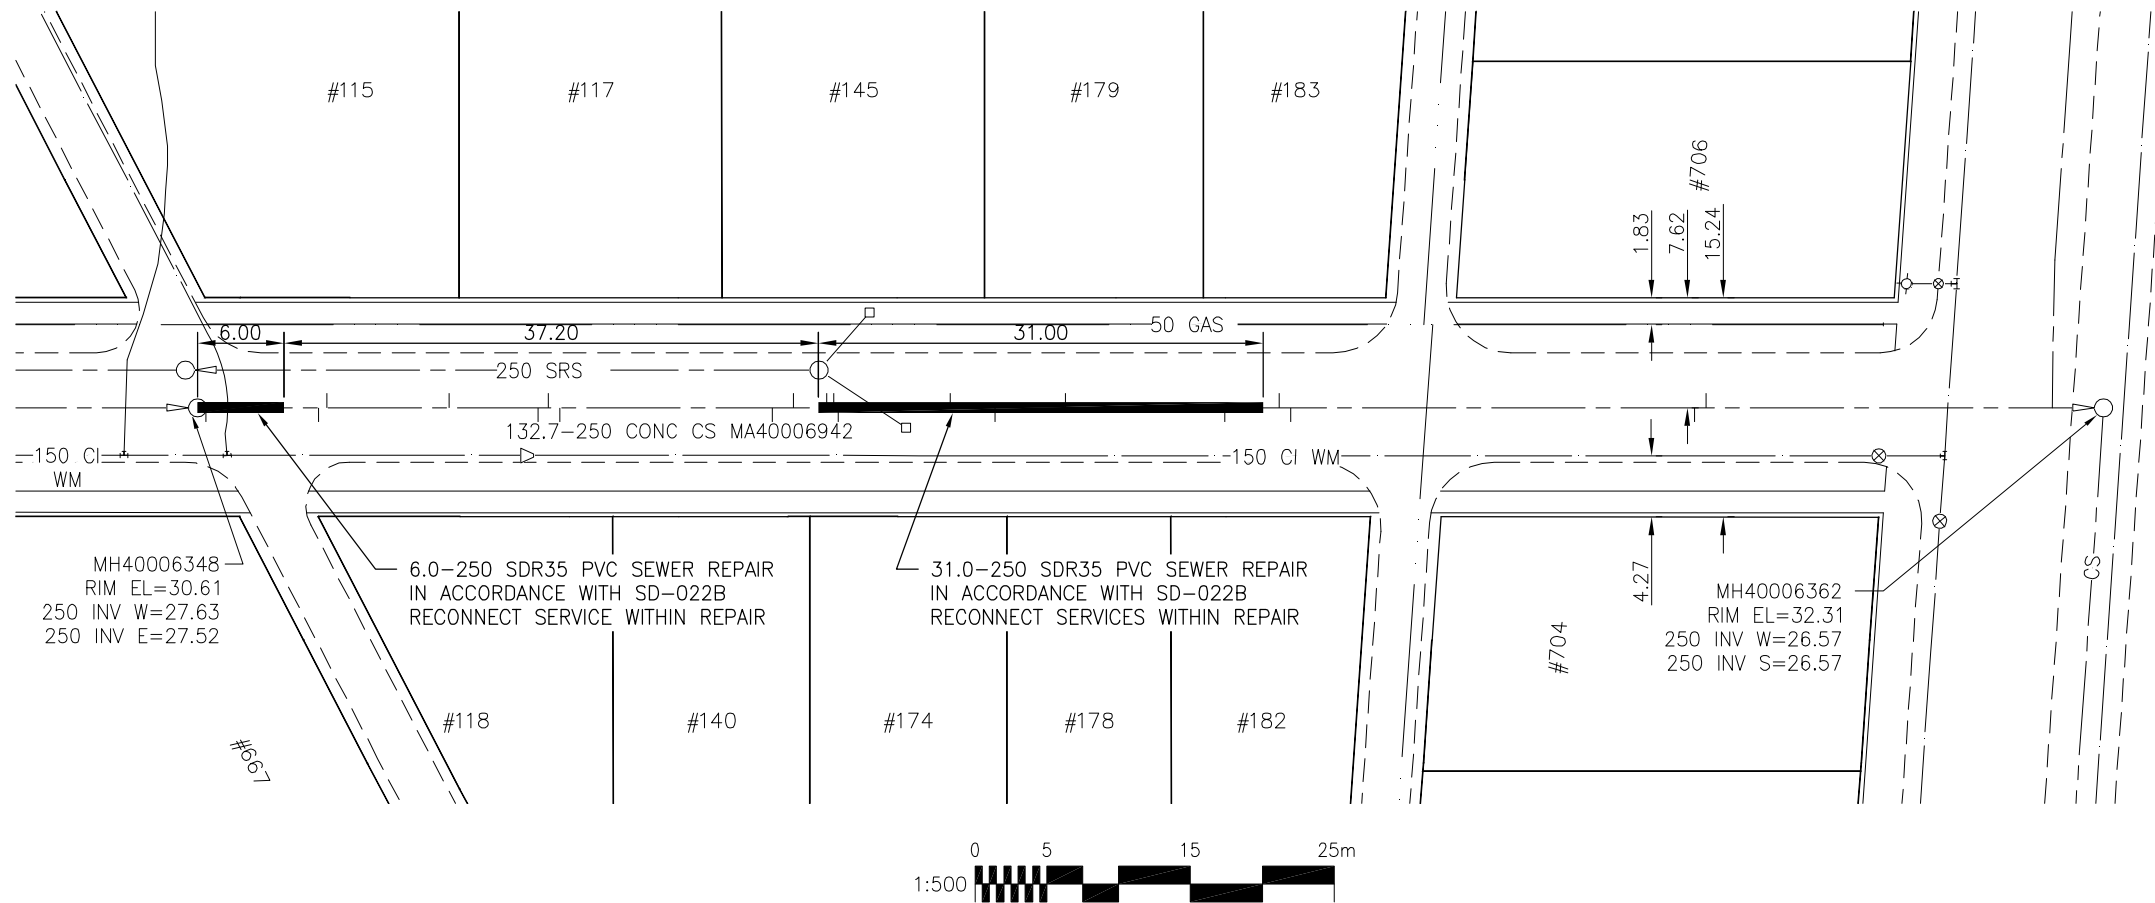 #115
#117
#145
#179
#183
#706
1.83
7.62
15.24
6.00
37.20
31.00
50 GAS
250 SRS
132.7-250 CONC CS MA40006942
150 CI
WM
150 CI WM
MH40006348
RIM EL=30.61
250 INV W=27.63
250 INV E=27.52
6.0-250 SDR35 PVC SEWER REPAIR
IN ACCORDANCE WITH SD-022B
RECONNECT SERVICE WITHIN REPAIR
31.0-250 SDR35 PVC SEWER REPAIR
IN ACCORDANCE WITH SD-022B
RECONNECT SERVICES WITHIN REPAIR
4.27
MH40006362
RIM EL=32.31
250 INV W=26.57
250 INV S=26.57
CS
#704
#667
#118
#140
#174
#178
#182
0 5 15 25m
1:500